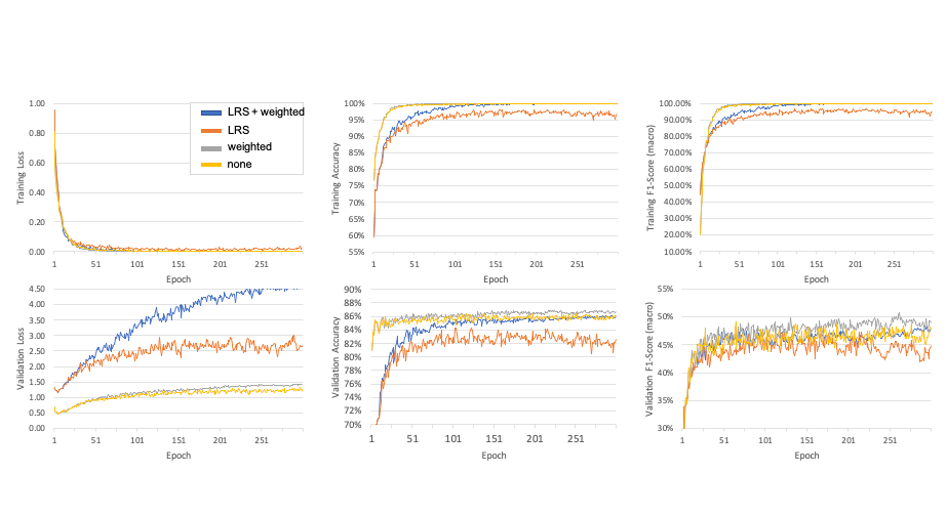 1.00
0.80
0.60
0.40
0.20
0.00
Training Loss
1 51 101 151 201 251
Epoch
LRS + weighted
LRS
weighted
none
100%
95%
90%
85%
80%
75%
70%
65%
60%
55%
Training Accuracy
1 51 101 151 201 251
Epoch
100.00%
90.00%
80.00%
70.00%
60.00%
50.00%
40.00%
30.00%
20.00%
10.00%
Training F1-Score (macro)
1 51 101 151 201 251
Epoch
4.50
4.00
3.50
3.00
2.50
2.00
1.50
1.00
0.50
0.00
Validation Loss
1 51 101 151 201 251
Epoch
90%
88%
86%
84%
82%
80%
78%
76%
74%
72%
70%
Validation Accuracy
1 51 101 151 201 251
Epoch
55%
50%
45%
40%
35%
30%
Validation F1-Score (macro)
1 51 101 151 201 251
Epoch